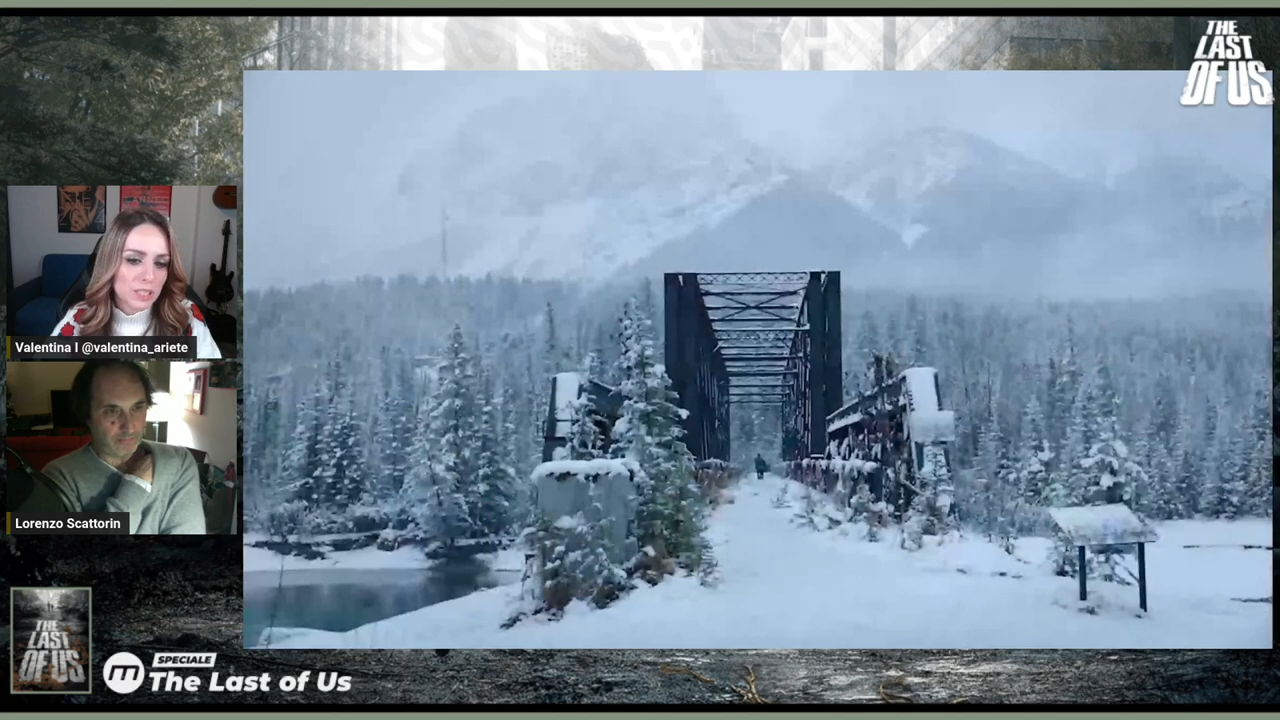 THE
LAST
OF US
Valentina I @valentina_ariete
Lorenzo Scattorin
THE
LAST
OF US
SPECIALE
The Last of Us